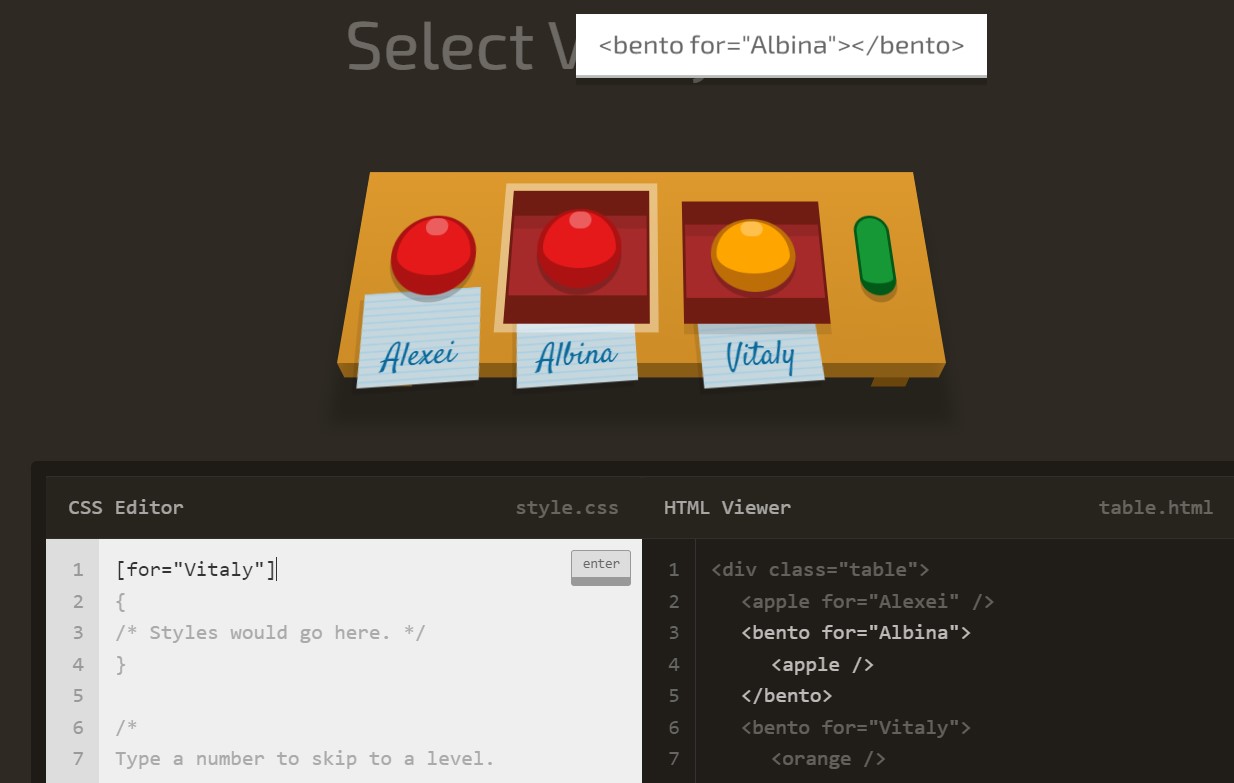 Select
<bento for="Albina"></bento>
Alexei
Albina
Vitaly
CSS Editor
style.css
HTML Viewer
table.html
1
[for="Vitaly"]
enter
2
{
3
/* Styles would go here. */
4
}
5
6
/*
7
Type a number to skip to a level.
1
<div class="table">
2
<apple for="Alexei" />
3
<bento for="Albina">
4
<apple />
5
</bento>
6
<bento for="Vitaly">
7
<orange />